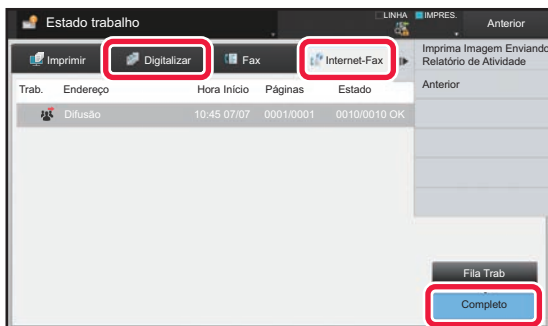 Estado trabalho
LINHA
IMPRES.
Anterior
Imprimir
Digitalizar
Fax
Internet-Fax
Imprima Imagem Enviando
Relatório de Atividade
Anterior
Trab. Endereço Hora Início Páginas Estado
Difusão 10:45 07/07 0001/0001 0010/0010 OK
Fila Trab
Completo